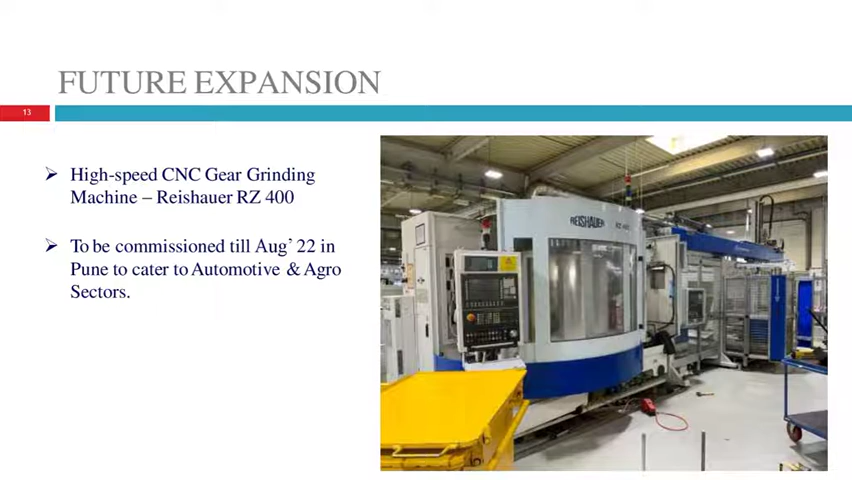 FUTURE EXPANSION
13
➢ High-speed CNC Gear Grinding
Machine – Reishauer RZ 400
➢ To be commissioned till Aug’ 22 in
Pune to cater to Automotive & Agro
Sectors.
REISHAUER